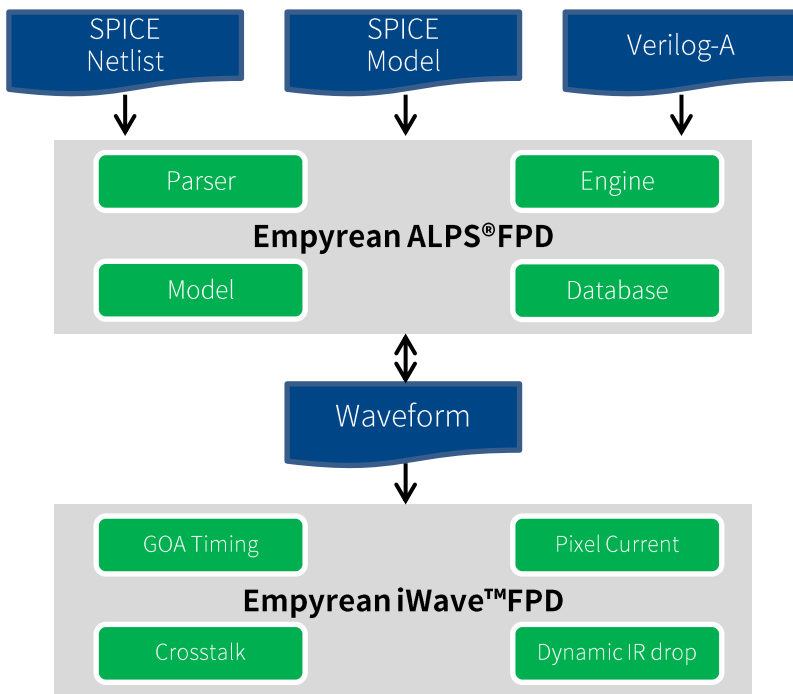 SPICE
Netlist
SPICE
Model
Verilog-A
Parser
Engine
Empyrean ALPS®FPD
Model
Database
Waveform
GOA Timing
Pixel Current
Empyrean iWave™FPD
Crosstalk
Dynamic IR drop